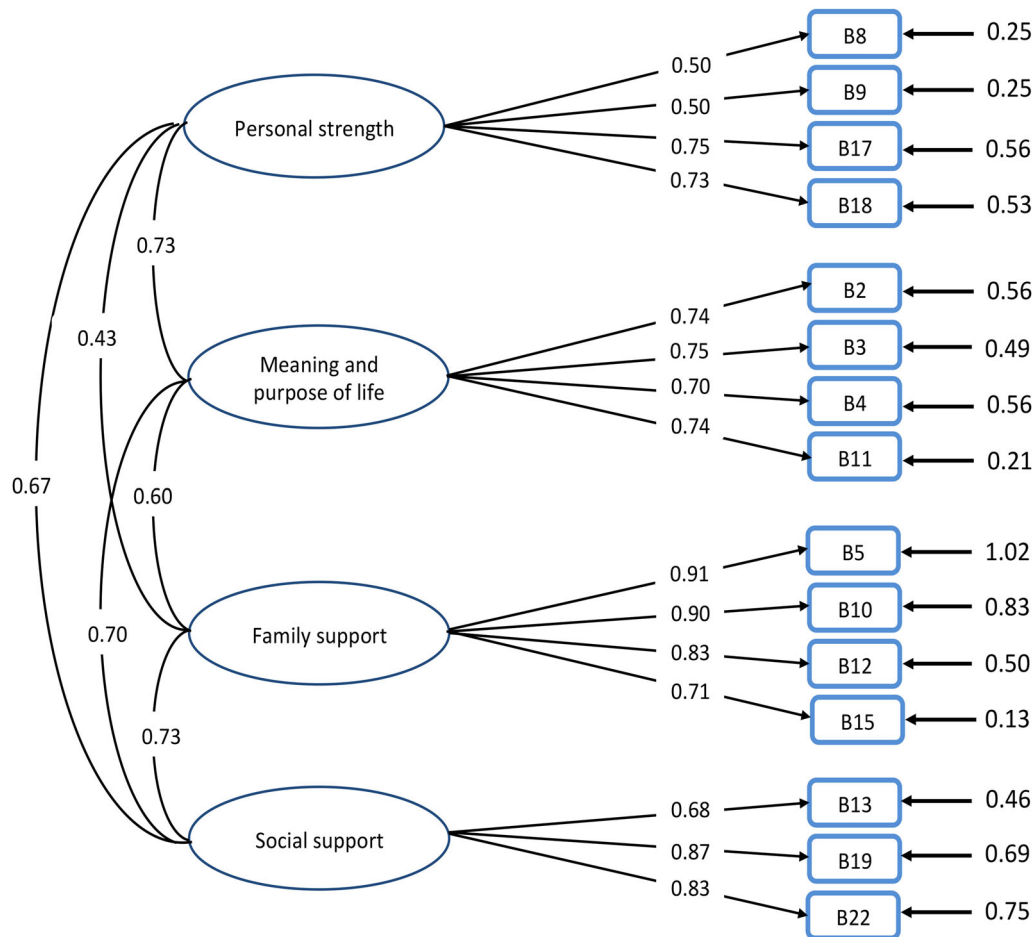 B8
0.25
0.50
B9
0.25
0.50
Personal strength
0.75
B17
0.56
0.73
B18
0.53
0.73
B2
0.56
0.74
0.43
B3
0.49
0.75
Meaning and
purpose of life
0.70
B4
0.56
0.74
B11
0.21
0.67
0.60
B5
1.02
0.91
B10
0.83
0.90
0.70
Family support
0.83
B12
0.50
0.71
B15
0.13
0.73
B13
0.46
0.68
Social support
0.87
B19
0.69
0.83
B22
0.75